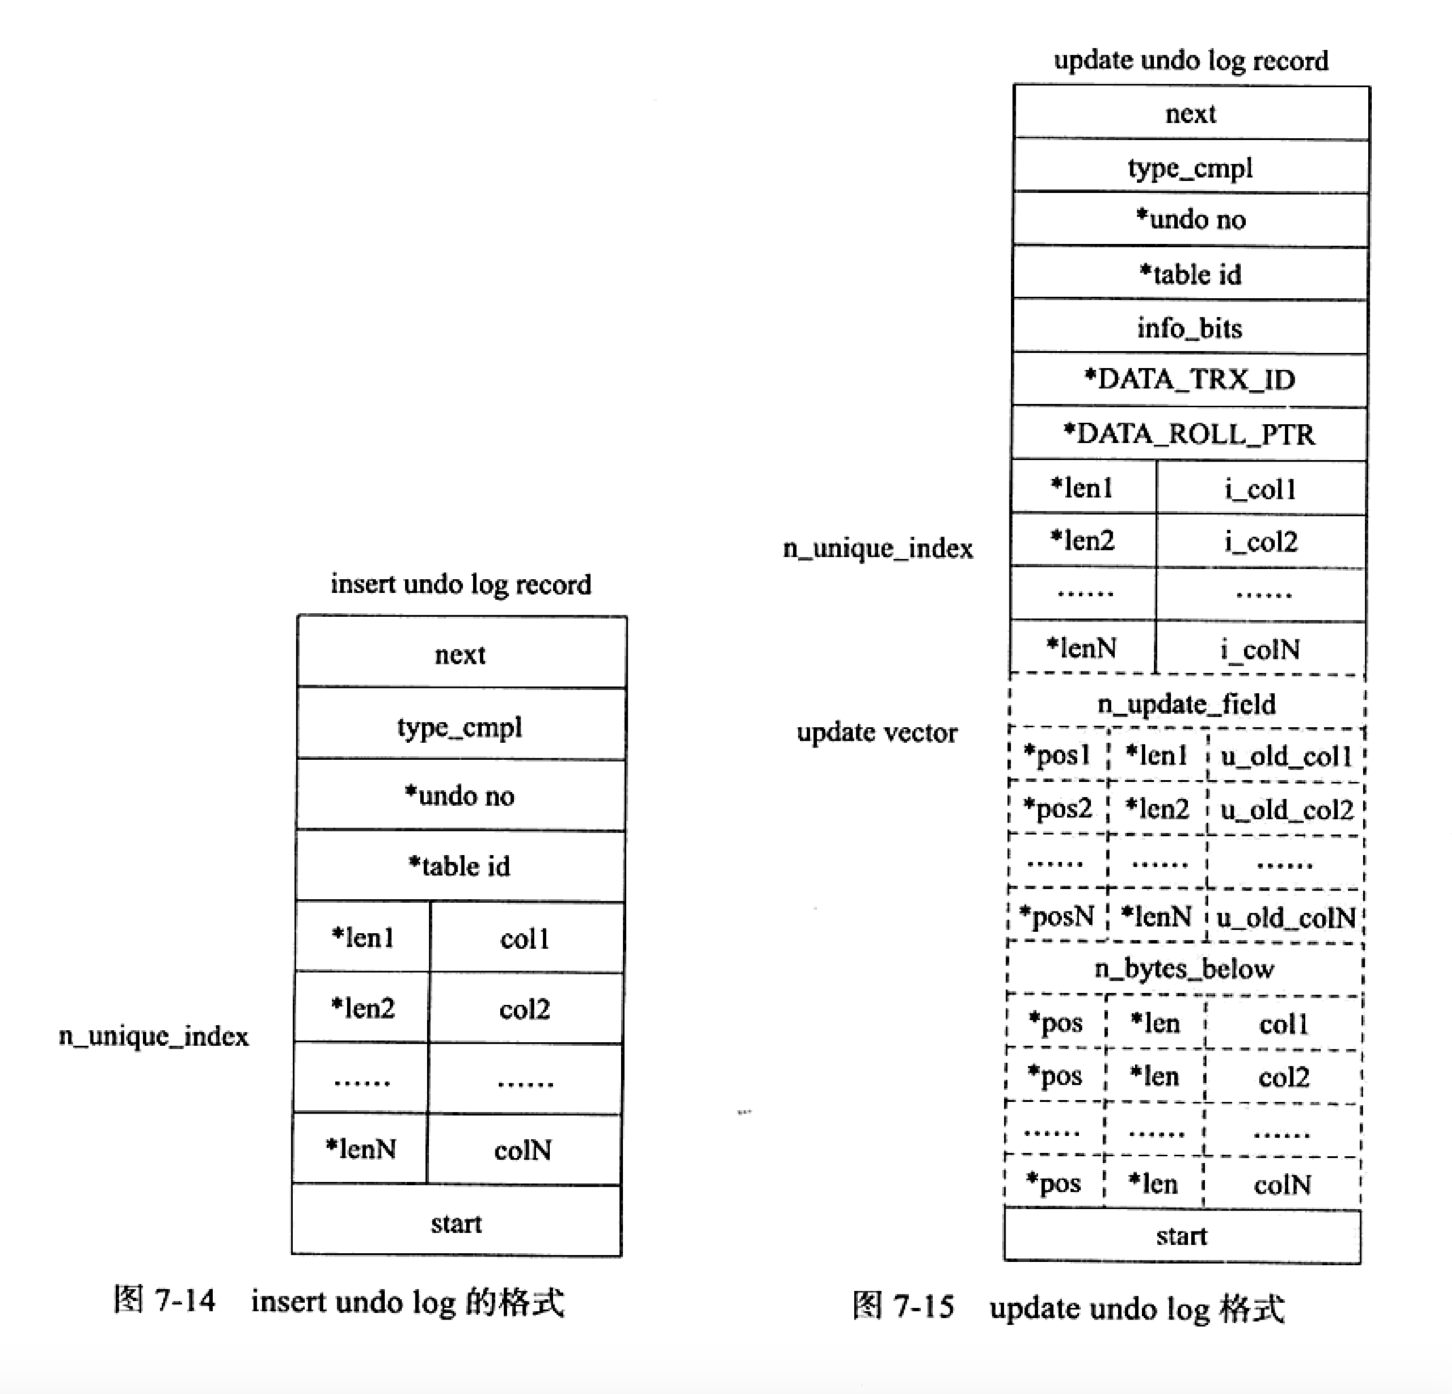 insert undo log record
next
type_cmpl
*undo no
*table id
n_unique_index
*len1 col1
*len2 col2
...... ......
*lenN colN
start
图 7-14 insert undo log 的格式
update undo log record
next
type_cmpl
*undo no
*table id
info_bits
*DATA_TRX_ID
*DATA_ROLL_PTR
n_unique_index
*len1 i_col1
*len2 i_col2
...... ......
*lenN i_colN
update vector
n_update_field
*pos1 *len1 u_old_col1
*pos2 *len2 u_old_col2
...... ...... ......
*posN *lenN u_old_colN
n_bytes_below
*pos *len col1
*pos *len col2
...... ...... ......
*pos *len colN
start
图 7-15 update undo log 格式